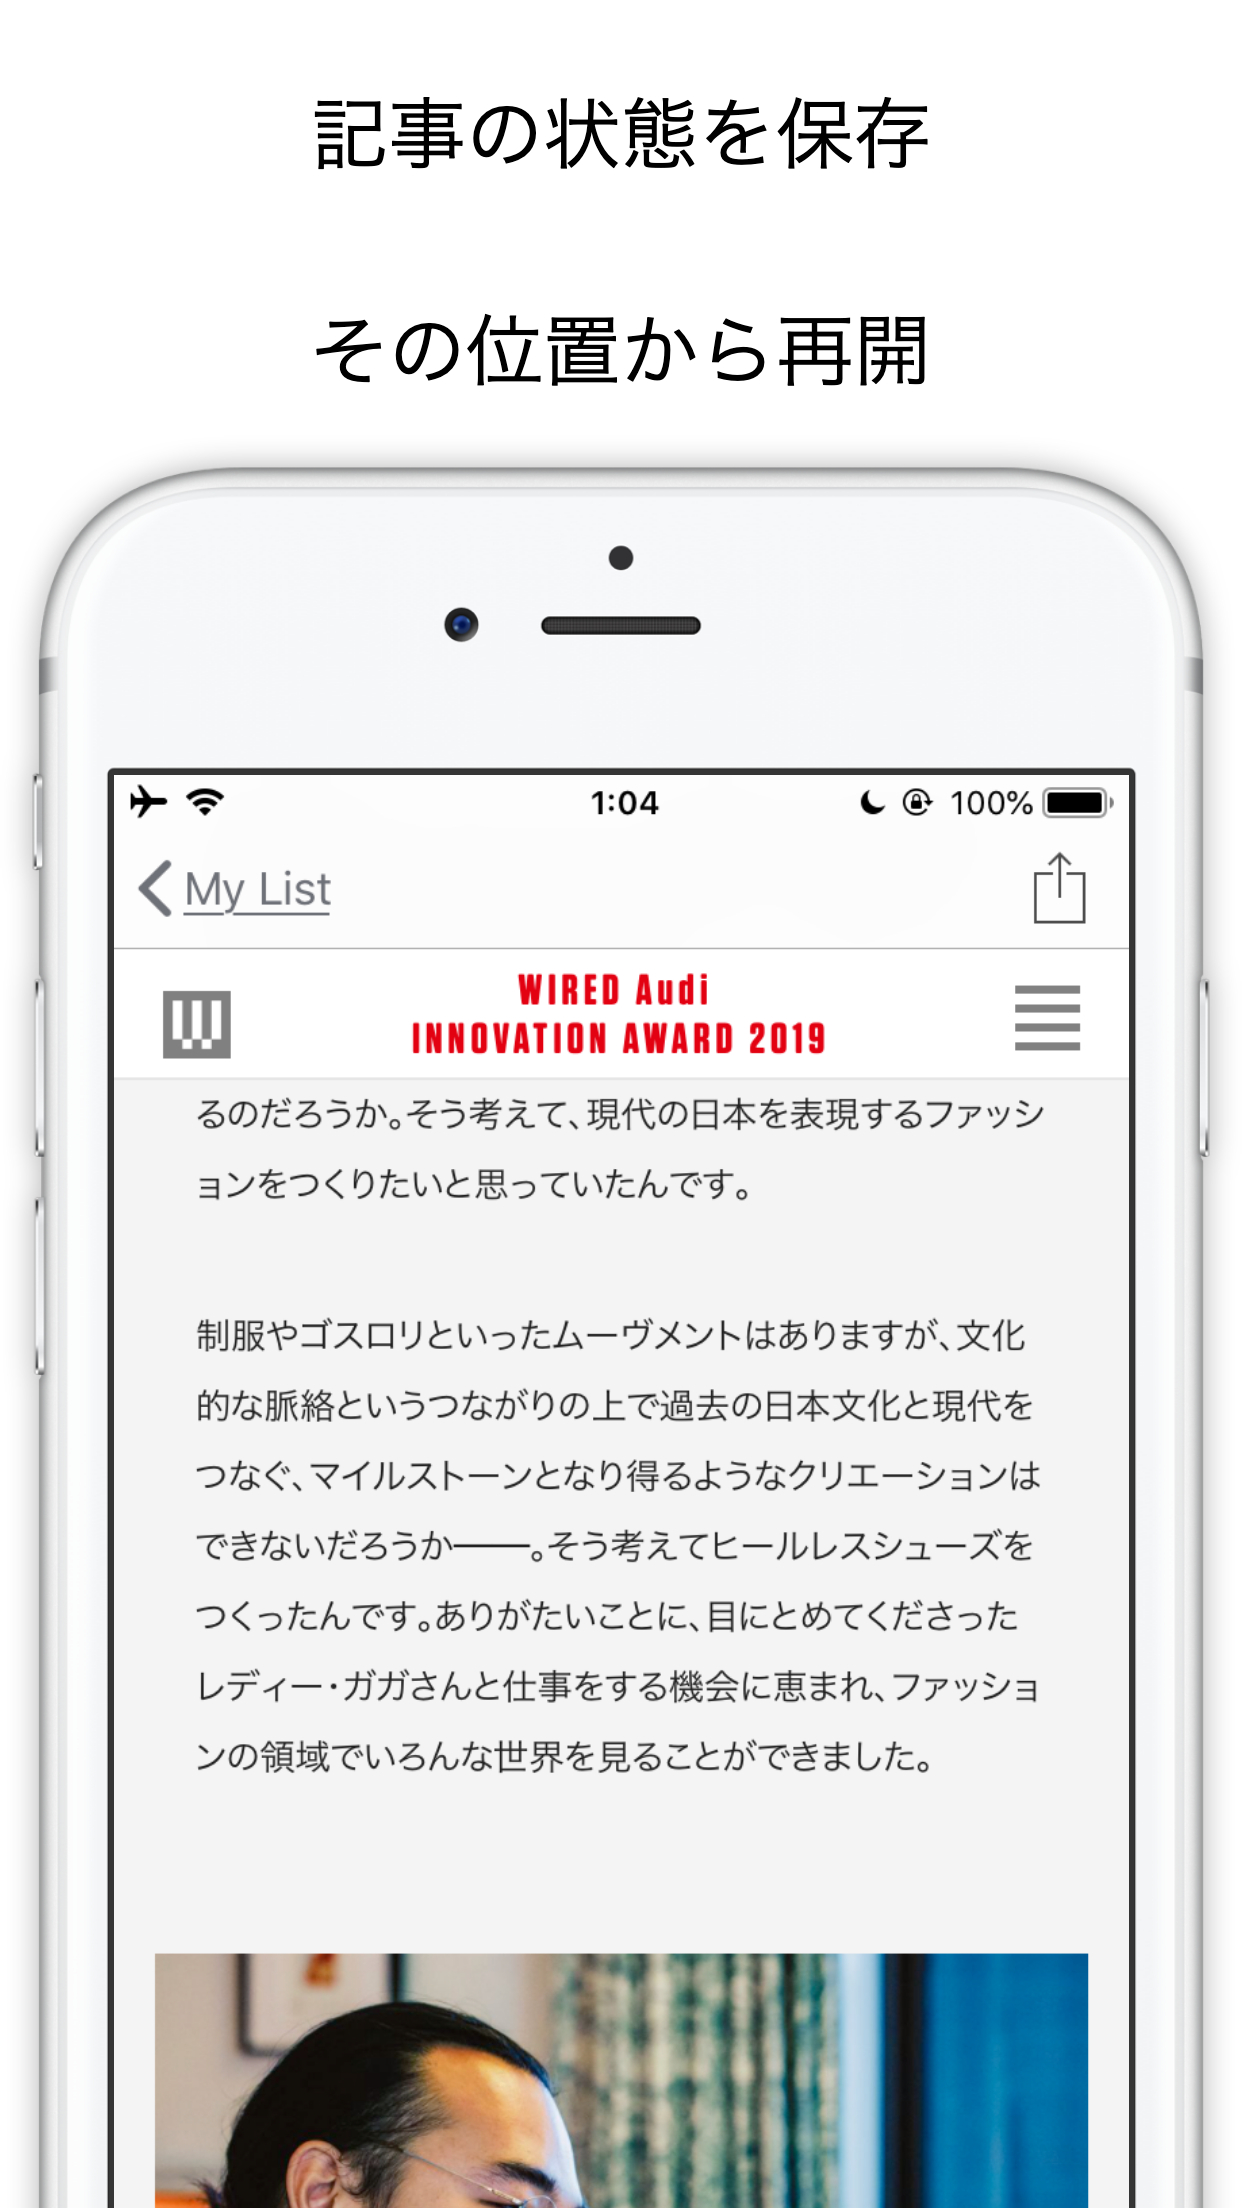 記事の状態を保存
その位置から再開
1:04
100%
My List
W
WIRED Audi
INNOVATION AWARD 2019
るのだろうか。そう考えて、現代の日本を表現するファッシ
ョンをつくりたいと思っていたんです。
制服やゴスロリといったムーヴメントはありますが、文化
的な脈絡というつながりの上で過去の日本文化と現代を
つなぐ、マイルストーンとなり得るようなクリエーションは
できないだろうか——。そう考えてヒールレスシューズを
つくったんです。ありがたいことに、目にとめてくださった
レディー・ガガさんと仕事をする機会に恵まれ、ファッショ
ンの領域でいろんな世界を見ることができました。